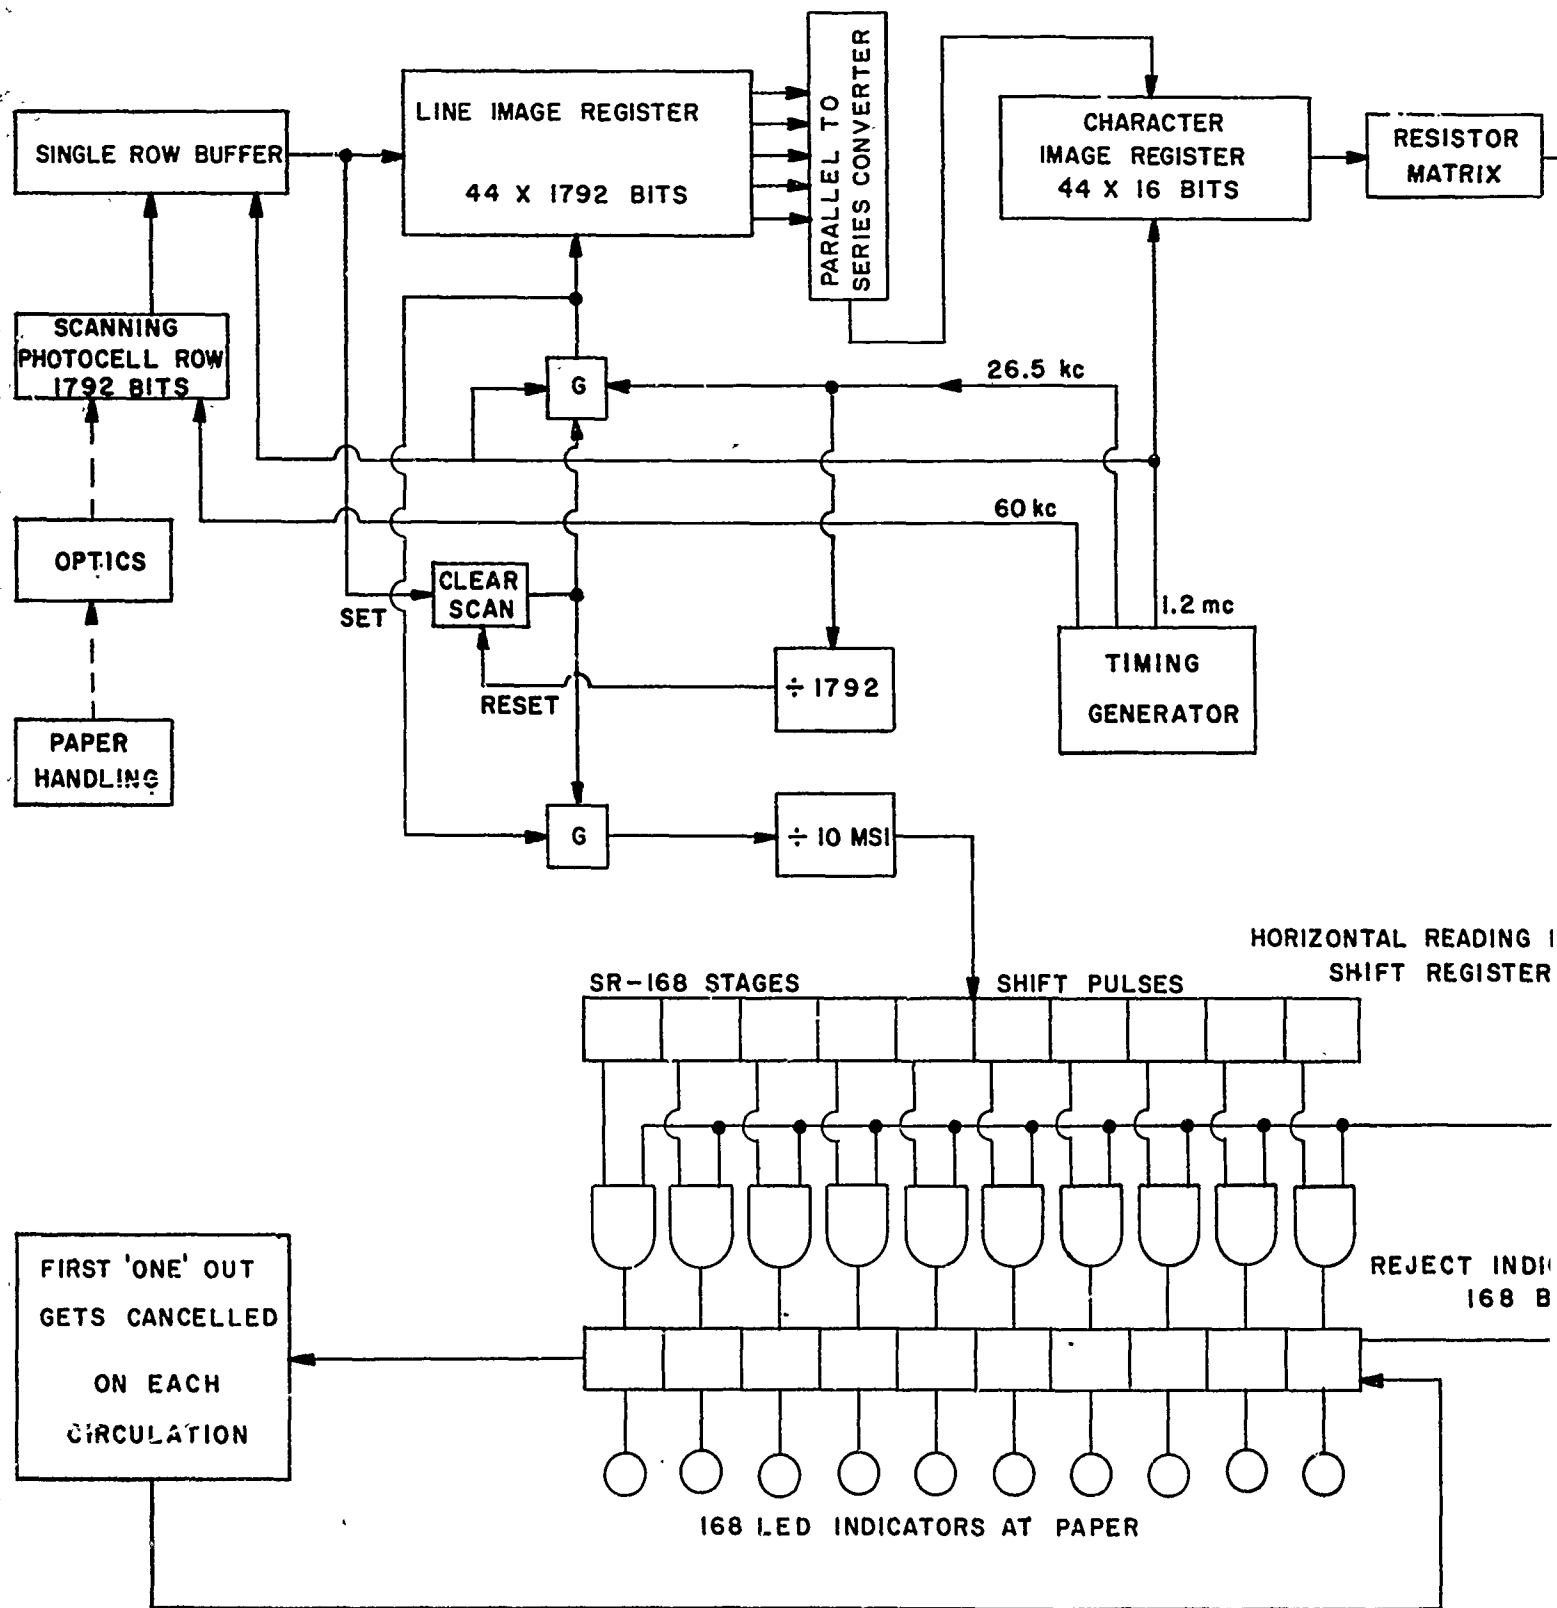 SINGLE ROW BUFFER
LINE IMAGE REGISTER
44 X 1792 BITS
PARALLEL TO
SERIES CONVERTER
CHARACTER
IMAGE REGISTER
44 X 16 BITS
RESISTOR
MATRIX
SCANNING
PHOTOCELL ROW
1792 BITS
G
26.5 kc
60 kc
OPTICS
CLEAR
SCAN
SET
1.2 mc
÷ 1792
RESET
TIMING
GENERATOR
PAPER
HANDLING
G
÷ 10 MSI
HORIZONTAL READING
SHIFT REGISTER
SR-168 STAGES
SHIFT PULSES
FIRST 'ONE' OUT
GETS CANCELLED
ON EACH
CIRCULATION
REJECT
168
168 LED INDICATORS AT PAPER